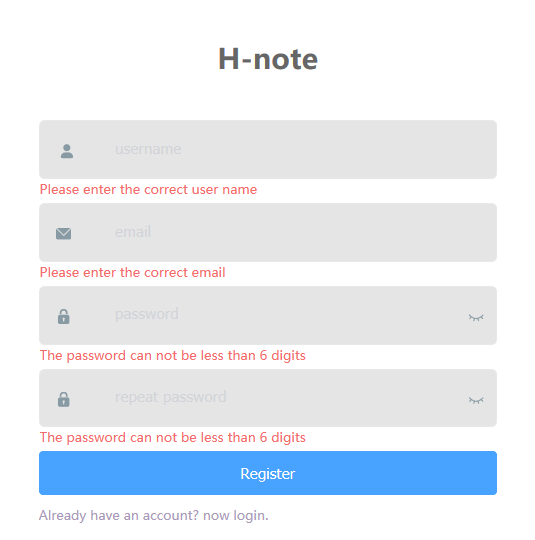 H-note
username
Please enter the correct user name
email
Please enter the correct email
password
The password can not be less than 6 digits
repeat password
The password can not be less than 6 digits
Register
Already have an account? now login.